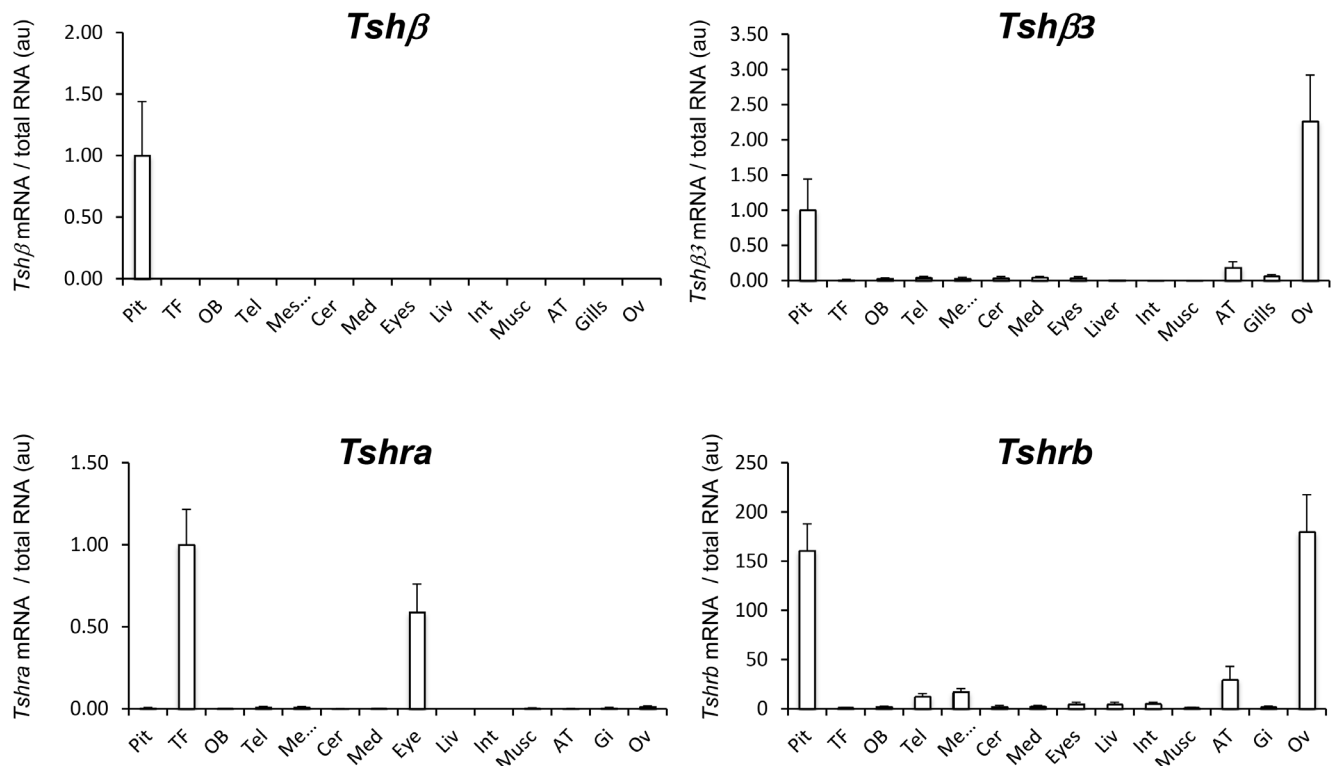 Tshβ
Tshβ mRNA / total RNA (au)
2.00
1.50
1.00
0.50
0.00
Pit TF OB Tel Mes... Cer Med Eyes Liv Int Musc AT Gills Ov
Tshβ3
Tshβ3 mRNA / total RNA (au)
3.50
3.00
2.50
2.00
1.50
1.00
0.50
0.00
Pit TF OB Tel Me... Cer Med Eyes Liver Int Musc AT Gills Ov
Tshra
Tshra mRNA / total RNA (au)
1.50
1.00
0.50
0.00
Pit TF OB Tel Me... Cer Med Eye Liv Int Musc AT Gi Ov
Tshrb
Tshrb mRNA / total RNA (au)
250
200
150
100
50
0
Pit TF OB Tel Me... Cer Med Eyes Liv Int Musc AT Gi Ov